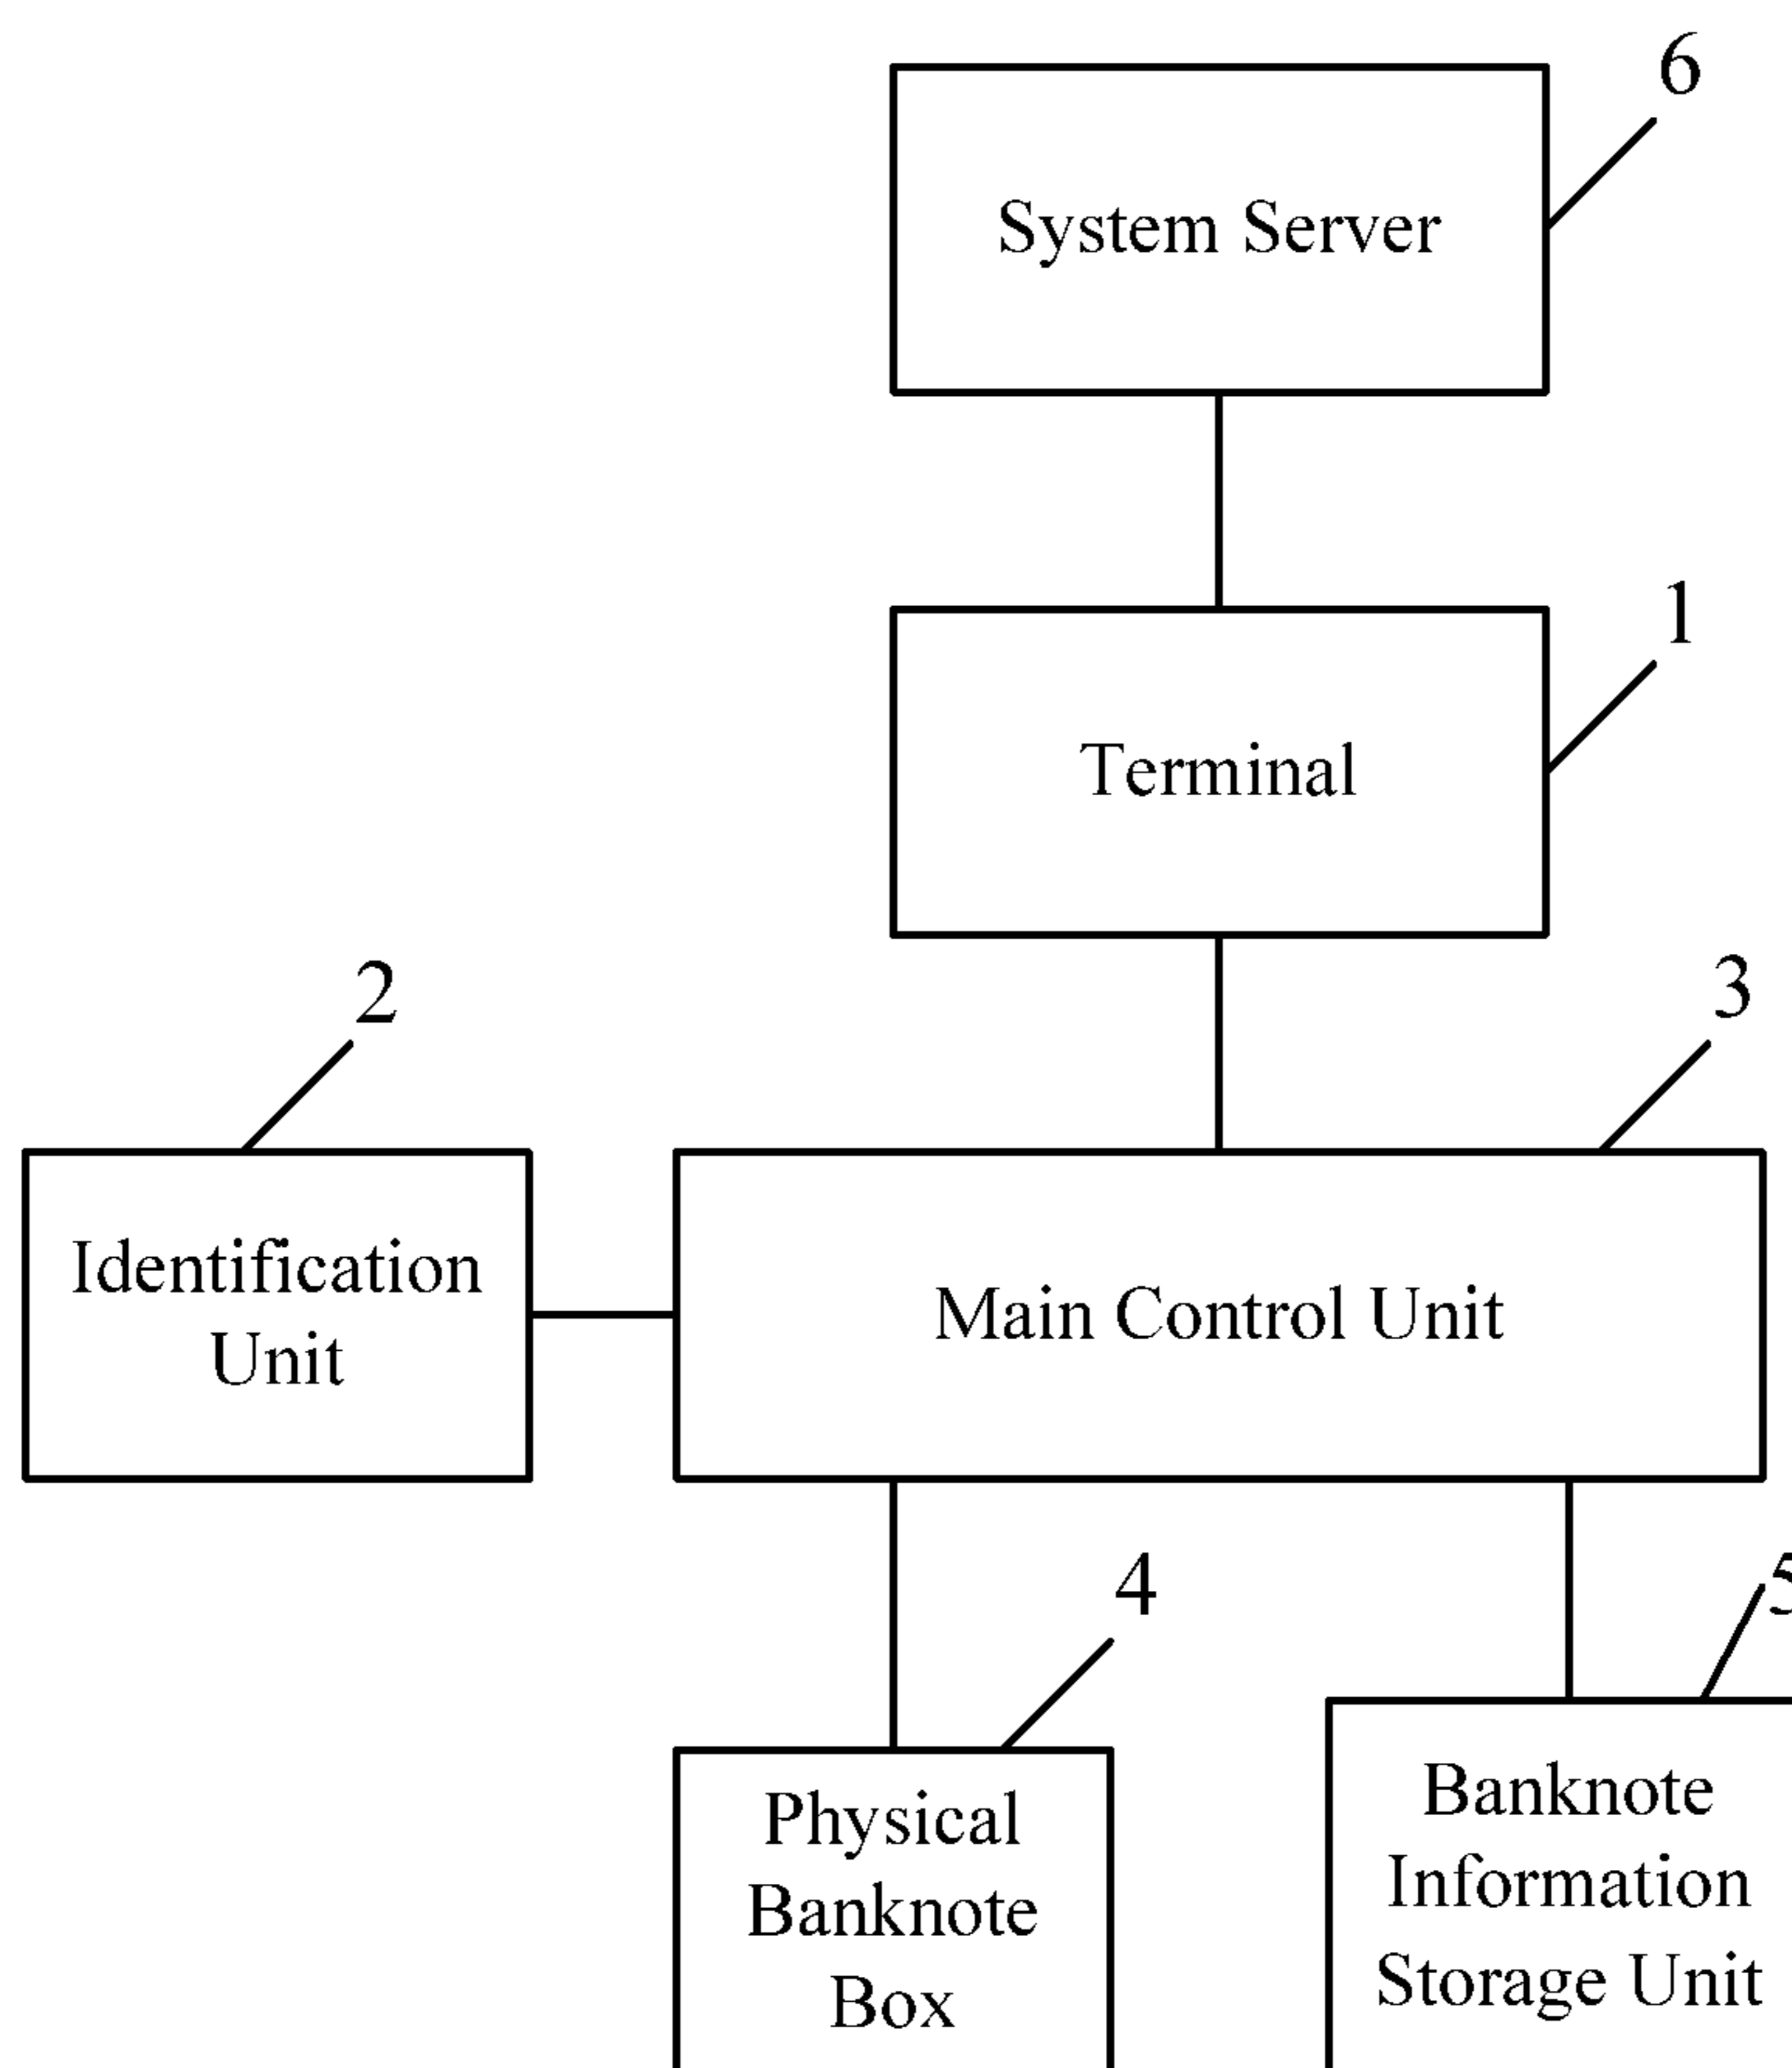 6
System Server
1
Terminal
2
3
Identification
Unit
Main Control Unit
4
5
Physical
Banknote
Box
Banknote
Information
Storage Unit